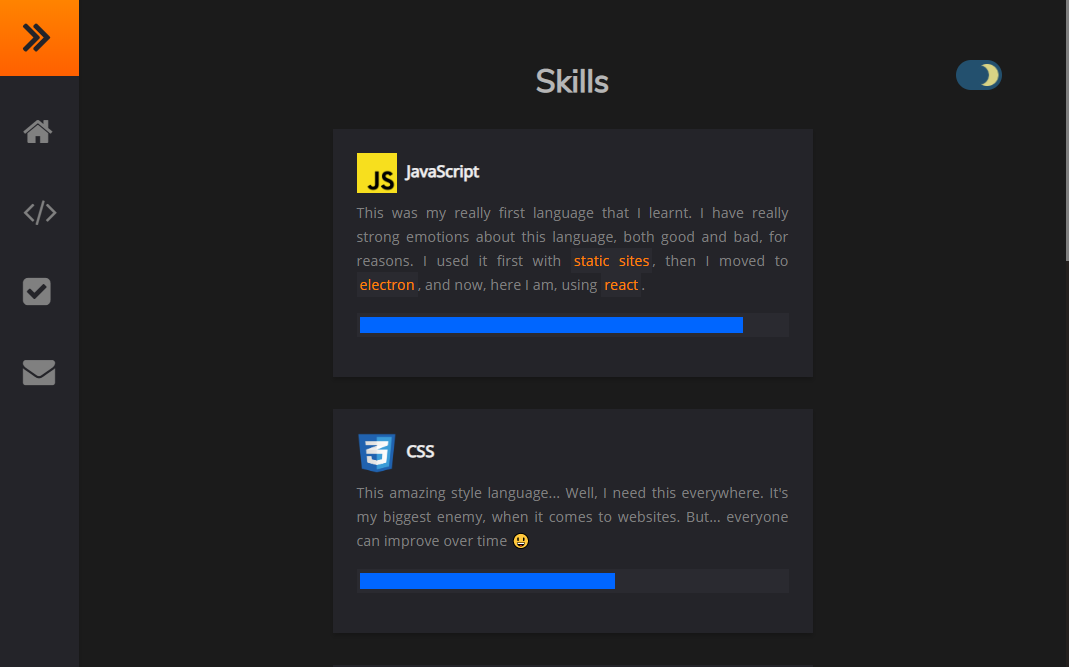 Skills
JS JavaScript
This was my really first language that I learnt. I have really
strong emotions about this language, both good and bad, for
reasons. I used it first with static sites, then I moved to
electron, and now, here I am, using react.
CSS
This amazing style language... Well, I need this everywhere. It's
my biggest enemy, when it comes to websites. But... everyone
can improve over time 😃